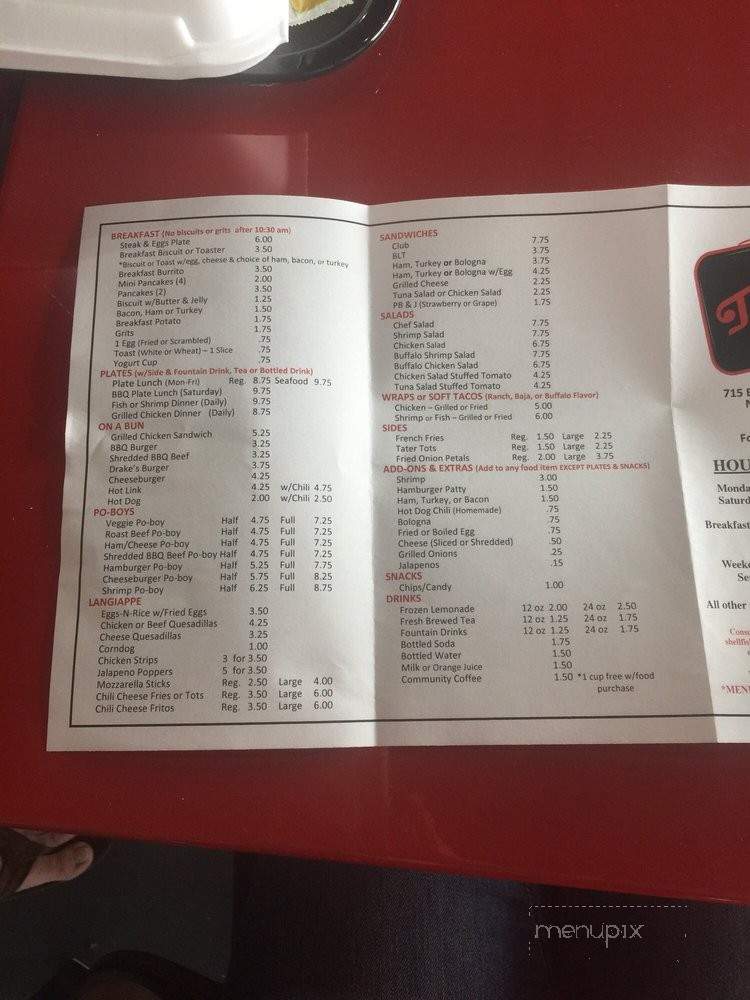 BREAKFAST (No biscuits or grits after 10:30 am)
Steak & Eggs Plate 6.00
Breakfast Biscuit or Toaster 3.50
*Biscuit or Toast w/egg, cheese & choice of ham, bacon, or turkey
Breakfast Burrito 3.50
Mini Pancakes (4) 2.00
Pancakes (2) 3.50
Biscuit w/Butter & Jelly 1.25
Bacon, Ham or Turkey 1.50
Breakfast Potato 1.75
Grits 1.75
1 Egg (Fried or Scrambled) .75
Toast (White or Wheat) – 1 Slice .75
Yogurt Cup .75
PLATES (w/Side & Fountain Drink, Tea or Bottled Drink)
Plate Lunch (Mon-Fri) Reg. 8.75 Seafood 9.75
BBQ Plate Lunch (Saturday) 9.75
Fish or Shrimp Dinner (Daily) 9.75
Grilled Chicken Dinner (Daily) 8.75
ON A BUN
Grilled Chicken Sandwich 5.25
BBQ Burger 3.25
Shredded BBQ Beef 3.25
Drake's Burger 3.75
Cheeseburger 4.25
Hot Link 4.25 w/Chili 4.75
Hot Dog 2.00 w/Chili 2.50
PO-BOYS
Veggie Po-boy Half 4.75 Full 7.25
Roast Beef Po-boy Half 4.75 Full 7.25
Ham/Cheese Po-boy Half 4.75 Full 7.25
Shredded BBQ Beef Po-boy Half 4.75 Full 7.25
Hamburger Po-boy Half 5.25 Full 7.75
Cheeseburger Po-boy Half 5.75 Full 8.25
Shrimp Po-boy Half 6.25 Full 8.75
LANGIAPPE
Eggs-N-Rice w/Fried Eggs 3.50
Chicken or Beef Quesadillas 4.25
Cheese Quesadillas 3.25
Corndog 1.00
Chicken Strips 3 for 3.50
Jalapeno Poppers 5 for 3.50
Mozzarella Sticks Reg. 2.50 Large 4.00
Chili Cheese Fries or Tots Reg. 3.50 Large 6.00
Chili Cheese Fritos Reg. 3.50 Large 6.00
SANDWICHES
Club 7.75
BLT 3.75
Ham, Turkey or Bologna 3.75
Ham, Turkey or Bologna w/Egg 4.25
Grilled Cheese 2.25
Tuna Salad or Chicken Salad 2.25
PB & J (Strawberry or Grape) 1.75
SALADS
Chef Salad 7.75
Shrimp Salad 7.75
Chicken Salad 6.75
Buffalo Shrimp Salad 7.75
Buffalo Chicken Salad 6.75
Chicken Salad Stuffed Tomato 4.25
Tuna Salad Stuffed Tomato 4.25
WRAPS or SOFT TACOS (Ranch, Baja, or Buffalo Flavor)
Chicken – Grilled or Fried 5.00
Shrimp or Fish – Grilled or Fried 6.00
SIDES
French Fries Reg. 1.50 Large 2.25
Tater Tots Reg. 1.50 Large 2.25
Fried Onion Petals Reg. 2.00 Large 3.75
ADD-ONS & EXTRAS (Add to any food item EXCEPT PLATES & SNACKS)
Shrimp 3.00
Hamburger Patty 1.50
Ham, Turkey, or Bacon 1.50
Hot Dog Chili (Homemade) .75
Bologna .75
Fried or Boiled Egg .75
Cheese (Sliced or Shredded) .50
Grilled Onions .25
Jalapenos .15
SNACKS
Chips/Candy 1.00
DRINKS
Frozen Lemonade 12 oz 2.00 24 oz 2.50
Fresh Brewed Tea 12 oz 1.25 24 oz 1.75
Fountain Drinks 12 oz 1.25 24 oz 1.75
Bottled Soda 1.75
Bottled Water 1.50
Milk or Orange Juice 1.50
Community Coffee 1.50 *1 cup free w/food
purchase
T
715
HOU
Monda
Saturd
Breakfast
Weeke
Se
All other
Cons
shellfis
*MEN
menupix